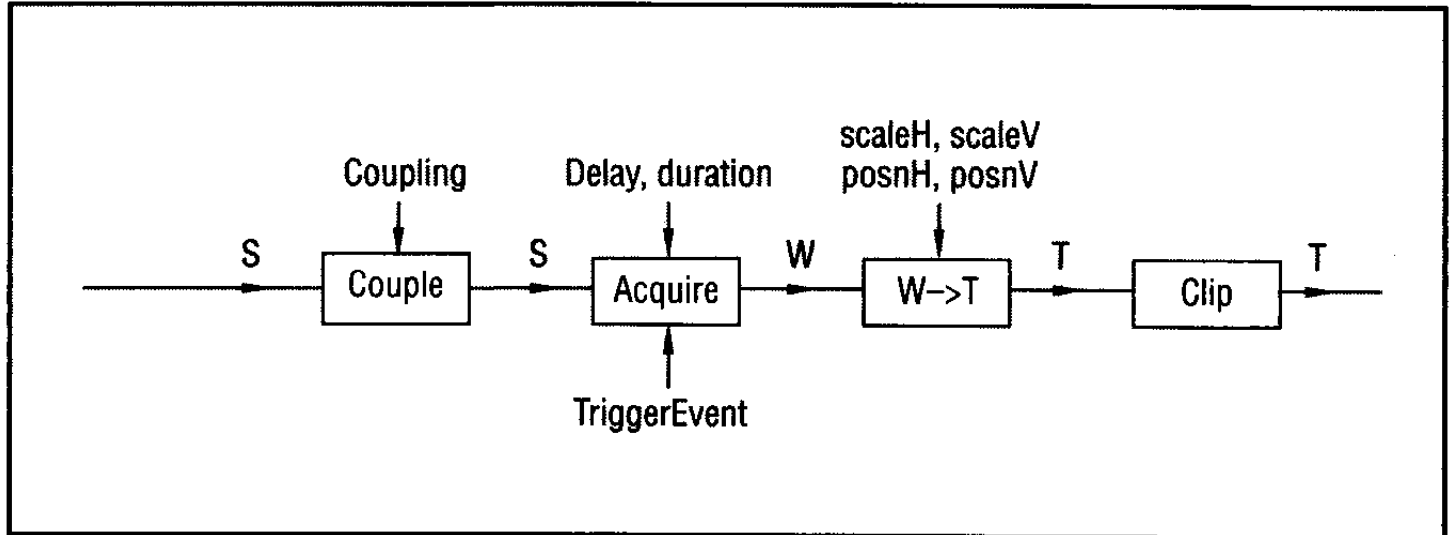 scaleH, scaleV
Coupling
Delay, duration
posnH, posnV
S
S
W
T
T
Couple
Acquire
W–>T
Clip
TriggerEvent